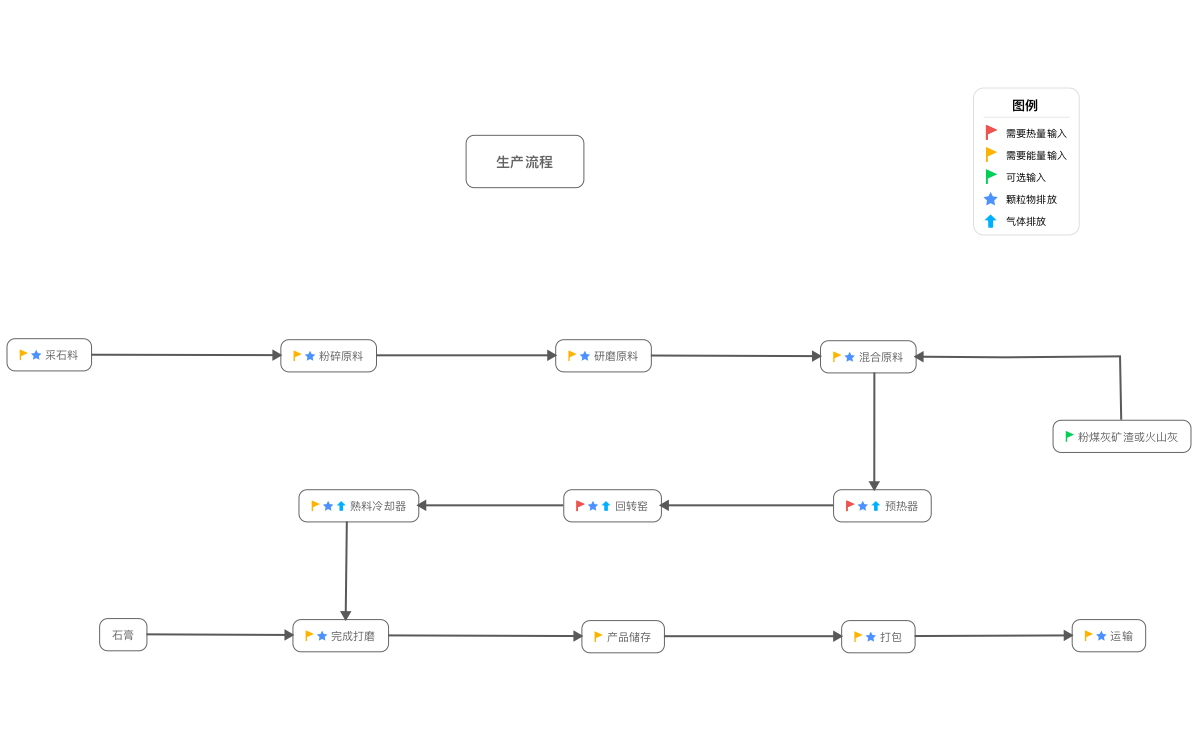 生产流程
图例
需要热量输入
需要能量输入
可选输入
颗粒物排放
气体排放
采石料
粉碎原料
研磨原料
混合原料
粉煤灰矿渣或火山灰
熟料冷却器
回转窑
预热器
石膏
完成打磨
产品储存
打包
运输